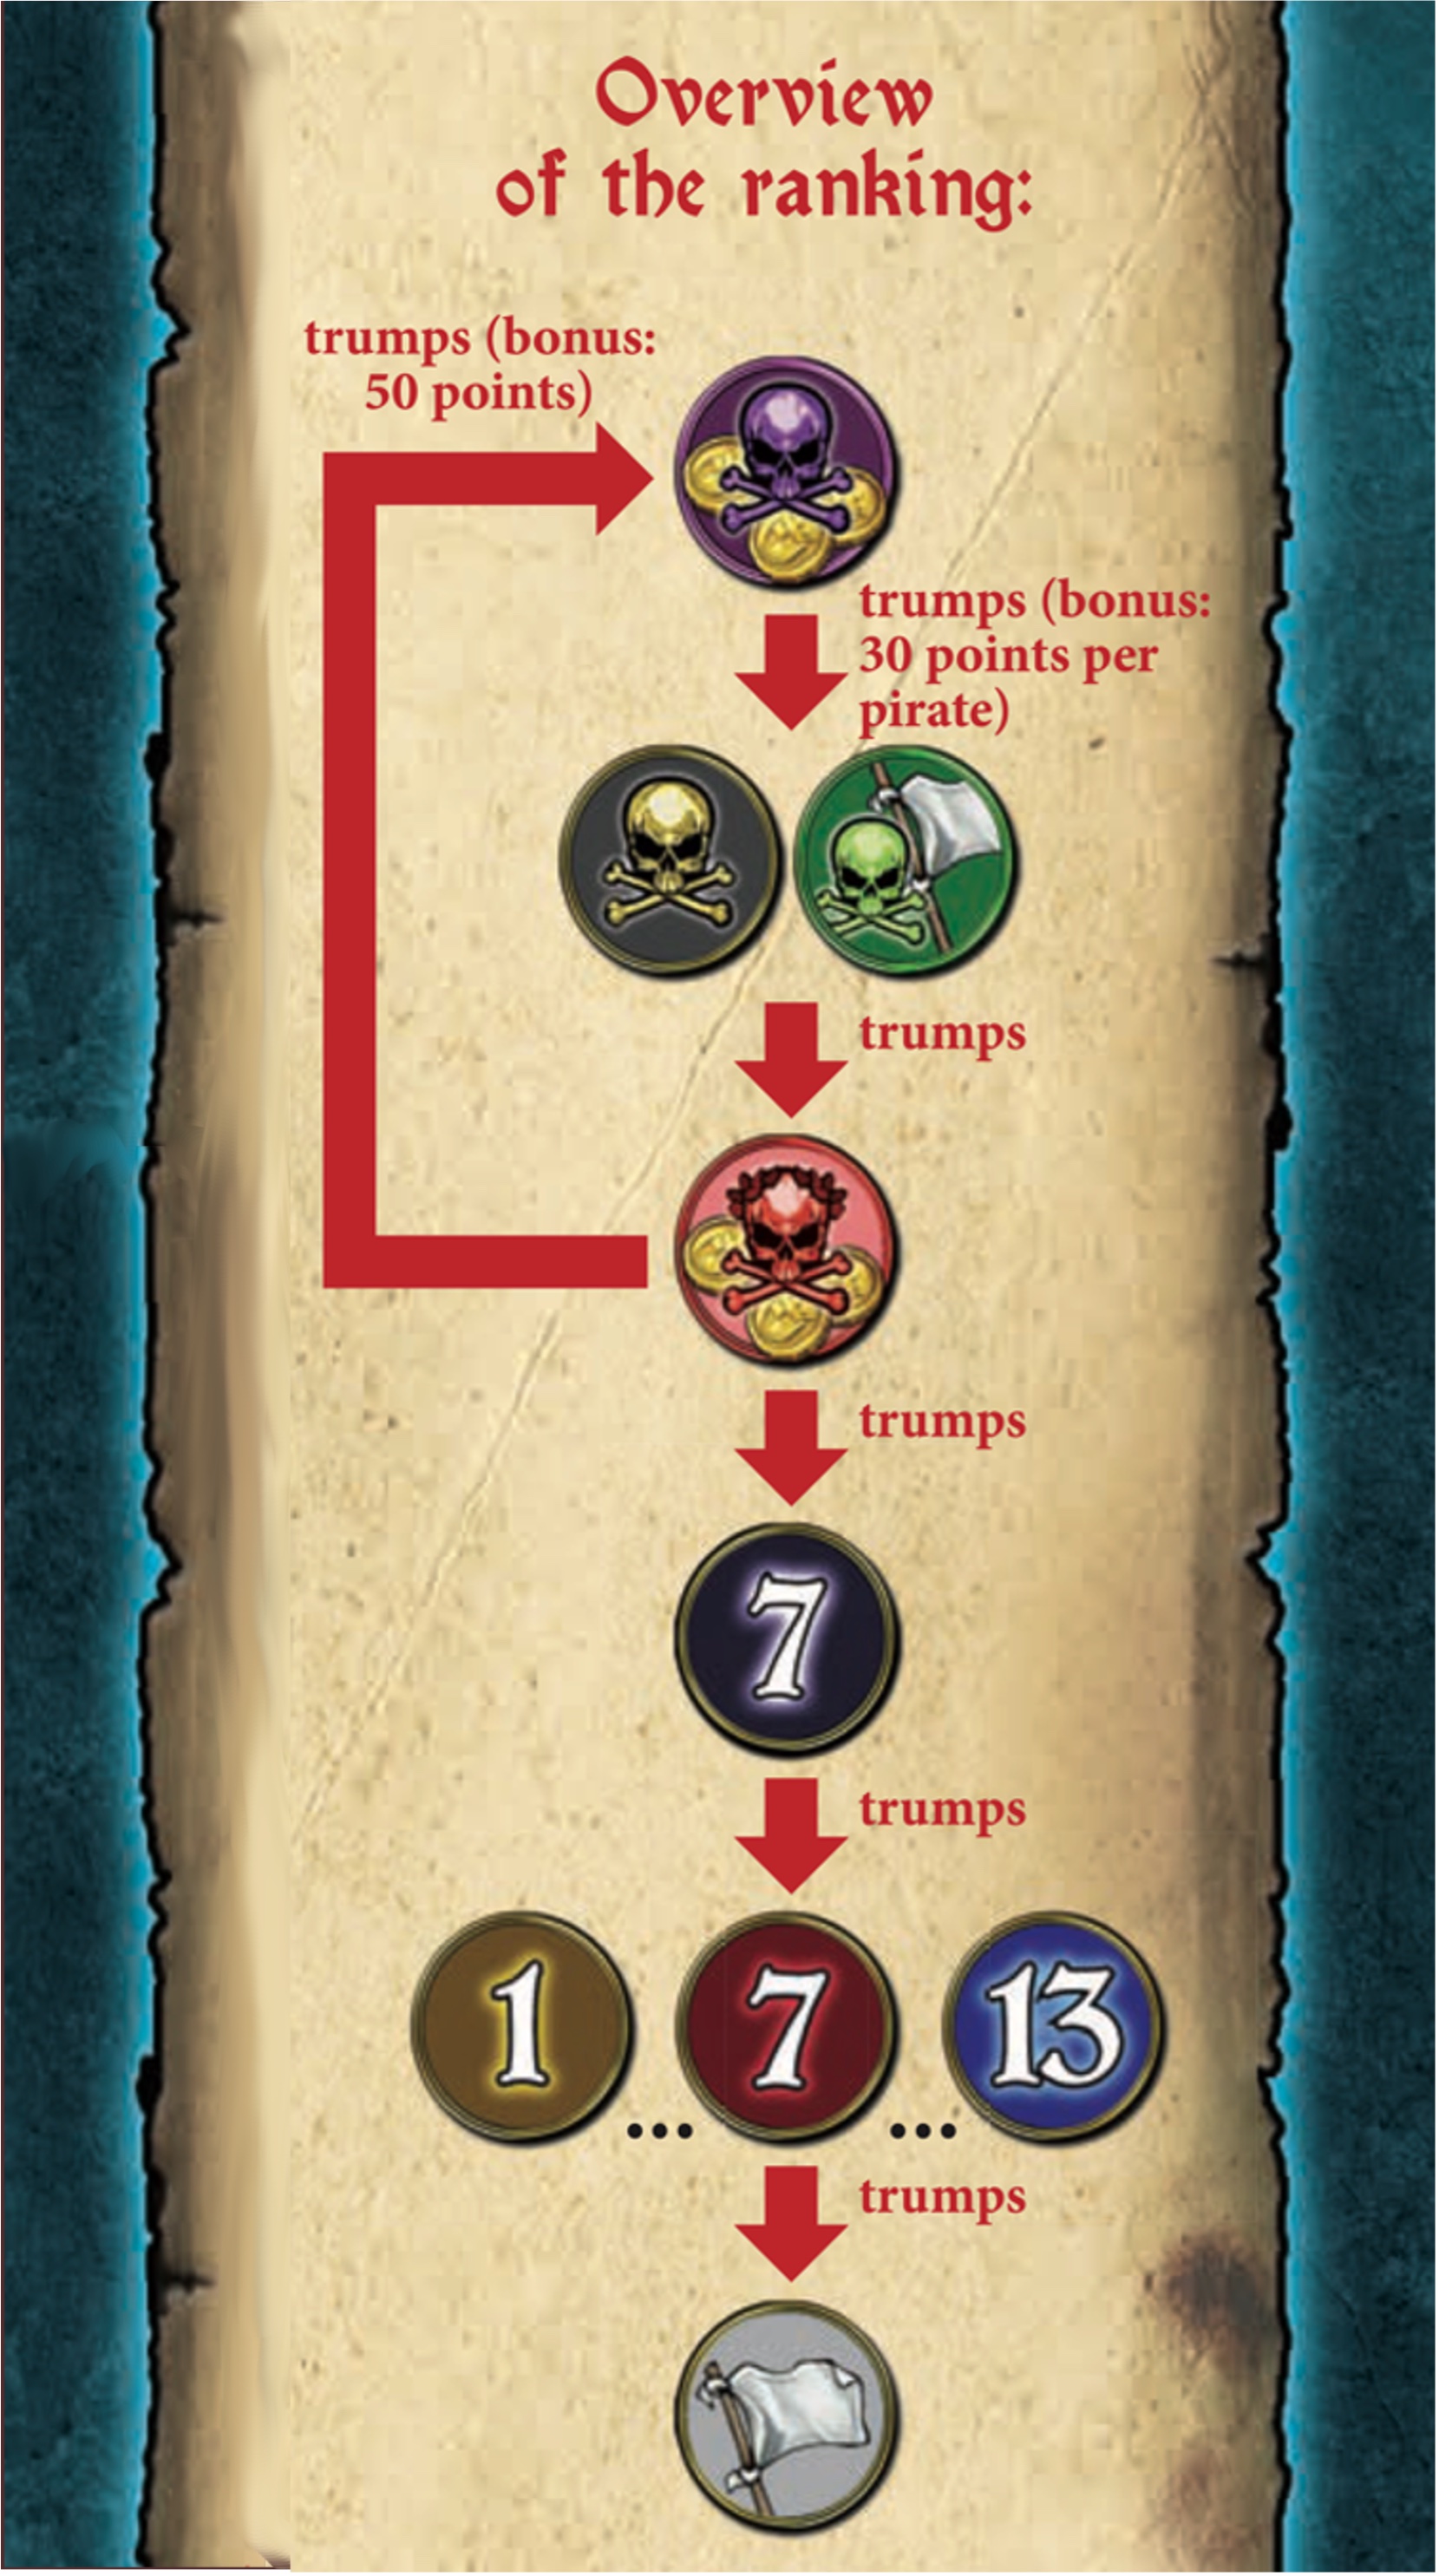 Overview
of the ranking:
trumps (bonus:
50 points)
trumps (bonus:
30 points per
pirate)
trumps
trumps
7
trumps
1 ... 7 ... 13
trumps